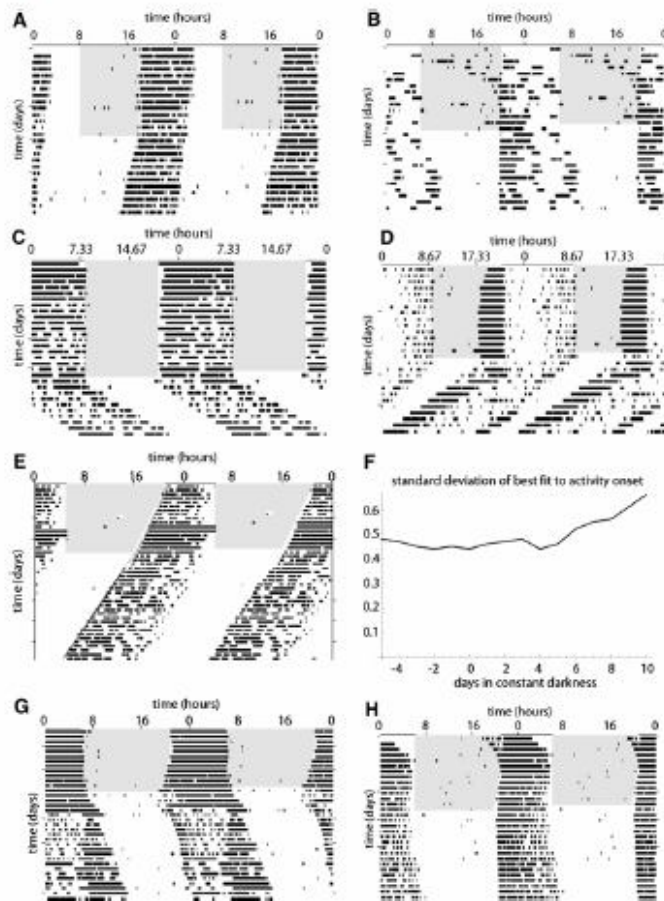 A
time (hours)
0 8 16 0 8 16 0
time (days)
B
time (hours)
0 8 16 0 8 16 0
time (days)
C
time (hours)
0 7.33 14.67 0 7.33 14.67 0
time (days)
D
time (hours)
0 8.67 17.33 0 8.67 17.33 0
time (days)
E
time (hours)
0 8 16 0 8 16 0
time (days)
F
standard deviation of best fit to activity onset
0.6
0.5
0.4
0.3
0.2
0.1
-4 -2 0 2 4 6 8 10
days in constant darkness
G
time (hours)
0 8 16 0 8 16 0
time (days)
H
time (hours)
0 8 16 0 8 16 0
time (days)